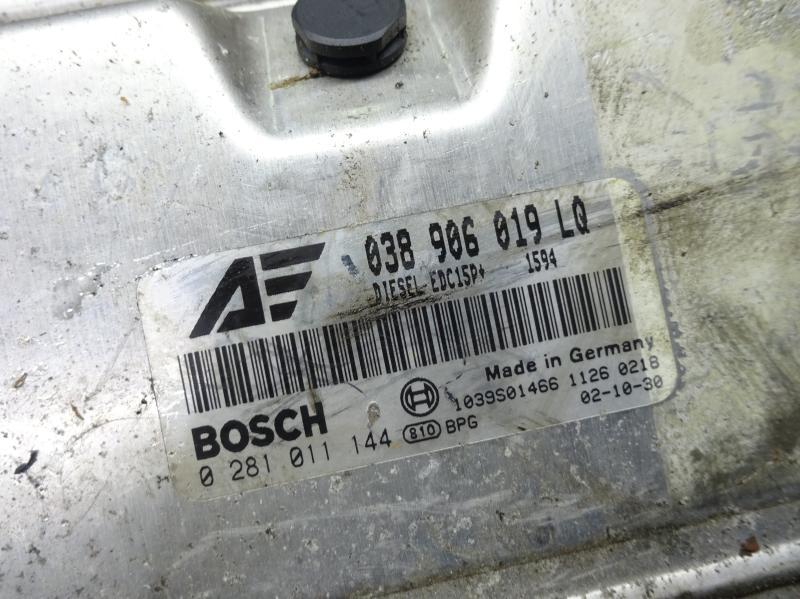 AE
038 906 019 LQ
DIESEL-EDC15P+ 1594
Made in Germany
BOSCH
1039S01466 1126 0218
0 281 011 144
810 BPG
02-10-30